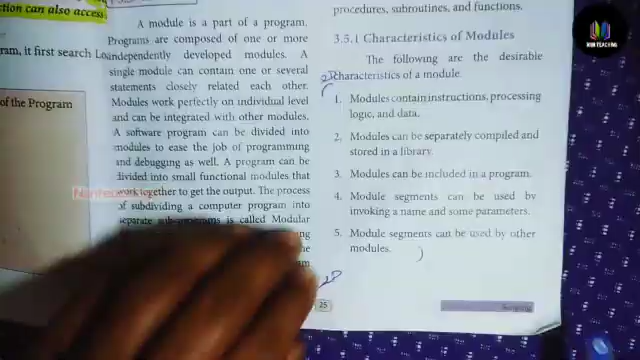 ction can also access
ram, it first search Lo
of the Program
A module is a part of a program.
Programs are composed of one or more
independently developed modules. A
single module can contain one or several
statements closely related each other.
Modules work perfectly on individual level
and can be integrated with other modules.
A software program can be divided into
modules to ease the job of programming
and debugging as well. A program can be
divided into small functional modules that
work together to get the output. The process
of subdividing a computer program into
separate sub-programs is called Modular
procedures, subroutines, and functions.
3.5.1 Characteristics of Modules
The following are the desirable
characteristics of a module.
1. Modules contain instructions, processing
logic, and data.
2. Modules can be separately compiled and
stored in a library.
3. Modules can be included in a program.
4. Module segments can be used by
invoking a name and some parameters.
5. Module segments can be used by other
modules.
25
Scoping